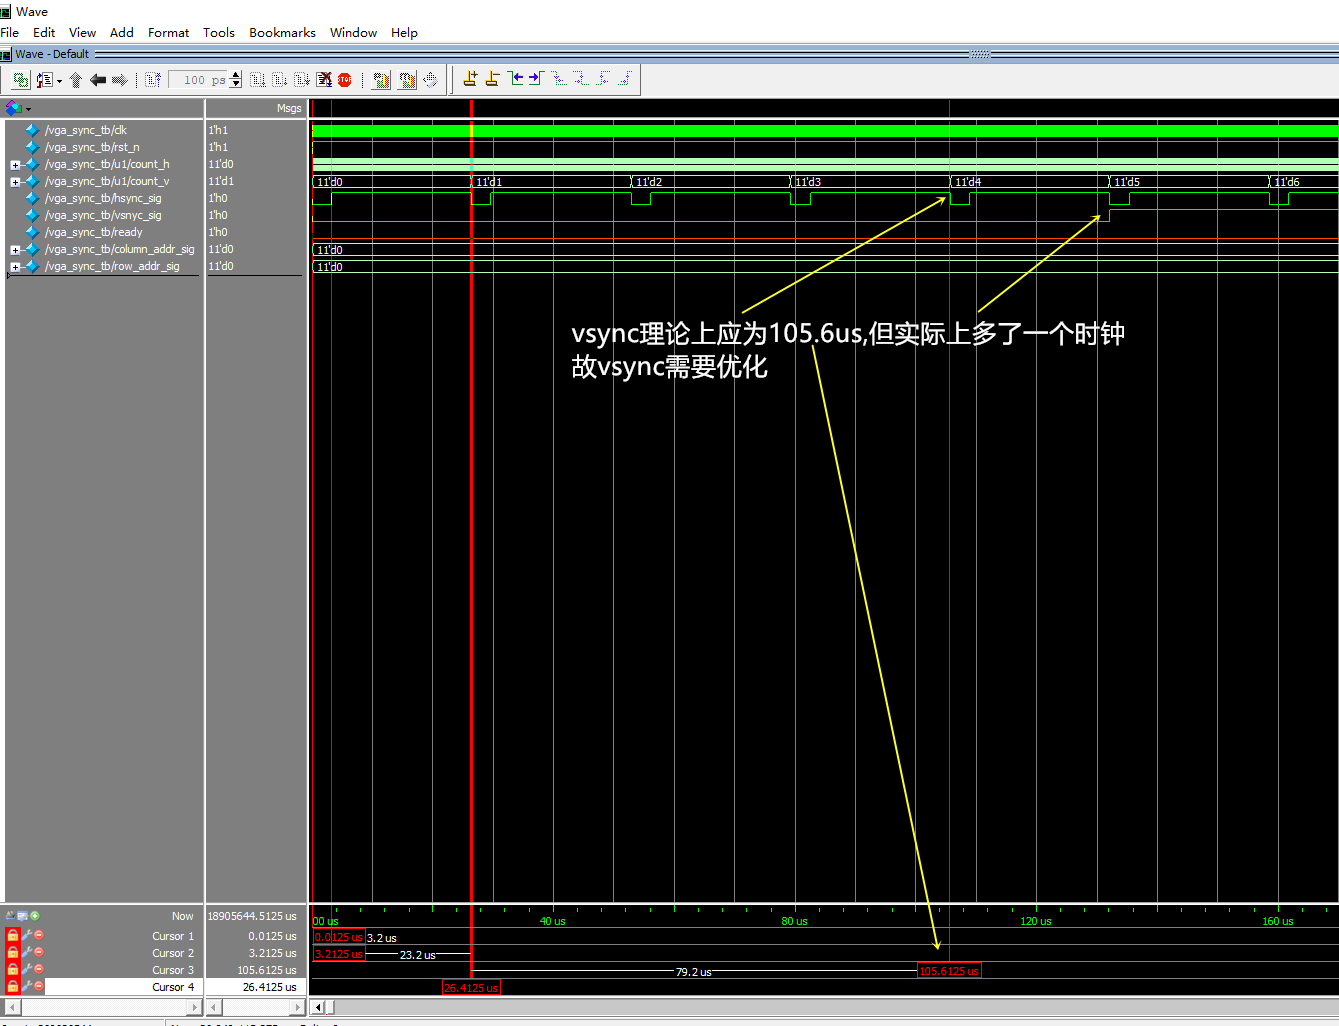 Wave
File Edit View Add Format Tools Bookmarks Window Help
Wave - Default
100 ps
Msgs
/vga_sync_tb/clk 1'h1
/vga_sync_tb/rst_n 1'h1
/vga_sync_tb/u1/count_h 11'd0
/vga_sync_tb/u1/count_v 11'd1 11'd0 11'd1 11'd2 11'd3 11'd4 11'd5 11'd6
/vga_sync_tb/hsync_sig 1'h0
/vga_sync_tb/vsnyc_sig 1'h0
/vga_sync_tb/ready 1'h0
/vga_sync_tb/column_addr_sig 11'd0 11'd0
/vga_sync_tb/row_addr_sig 11'd0 11'd0
vsync理论上应为105.6us,但实际上多了一个时钟
故vsync需要优化
Now 18905644.5125 us 00 us 40 us 80 us 120 us 160 us
Cursor 1 0.0125 us 0.0125 us 3.2 us
Cursor 2 3.2125 us 3.2125 us 23.2 us
Cursor 3 105.6125 us 79.2 us 105.6125 us
Cursor 4 26.4125 us 26.4125 us